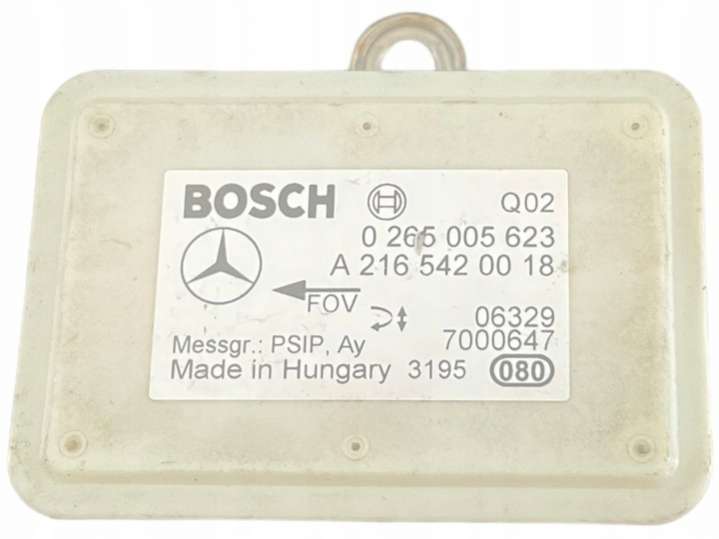 BOSCH Q02
0 265 005 623
A 216 542 00 18
FOV
06329
Messgr.: PSIP, Ay 7000647
Made in Hungary 3195 080